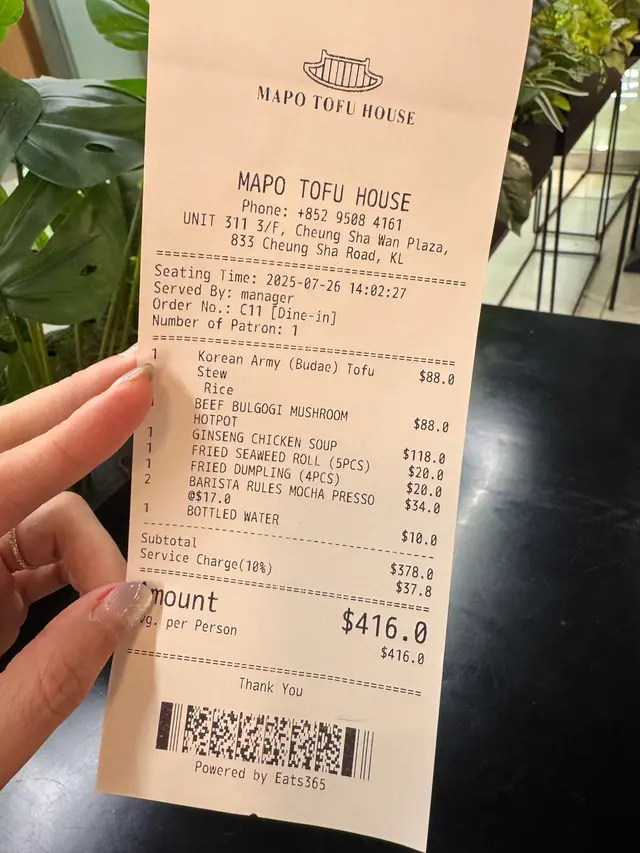 MAPO TOFU HOUSE
MAPO TOFU HOUSE
Phone: +852 9508 4161
UNIT 311 3/F, Cheung Sha Wan Plaza,
833 Cheung Sha Road, KL
Seating Time: 2025-07-26 14:02:27
Served By: manager
Order No.: C11 [Dine-in]
Number of Patron: 1
1 Korean Army (Budae) Tofu $88.0
Stew
Rice
BEEF BULGOGI MUSHROOM $88.0
HOTPOT
1 GINSENG CHICKEN SOUP $118.0
1 FRIED SEAWEED ROLL (5PCS) $20.0
1 FRIED DUMPLING (4PCS) $20.0
2 BARISTA RULES MOCHA PRESSO $34.0
@$17.0
1 BOTTLED WATER $10.0
Subtotal $378.0
Service Charge(10%) $37.8
Amount $416.0
vg. per Person $416.0
Thank You
Powered by Eats365